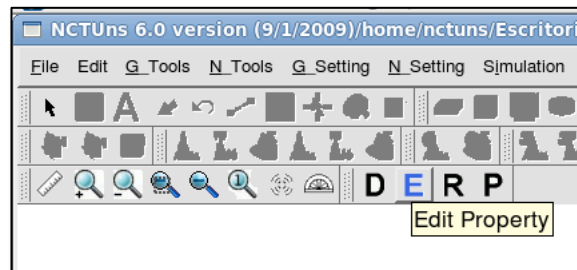 NCTUns 6.0 version (9/1/2009)/home/nctuns/Escritori
File Edit G_Tools N_Tools G_Setting N_Setting Simulation
A
1
D E R P
Edit Property